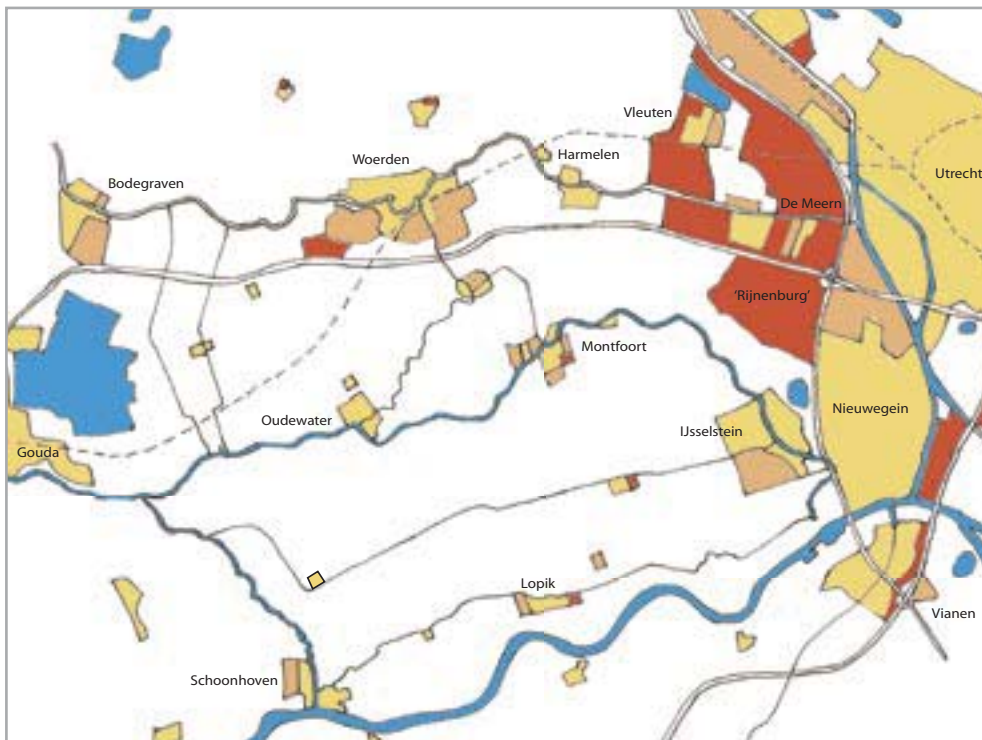 Vleuten
Woerden
Harmelen
Utrecht
Bodegraven
De Meern
'Rijnenburg'
Montfoort
Oudewater
Nieuwegein
IJsselstein
Gouda
Lopik
Vianen
Schoonhoven